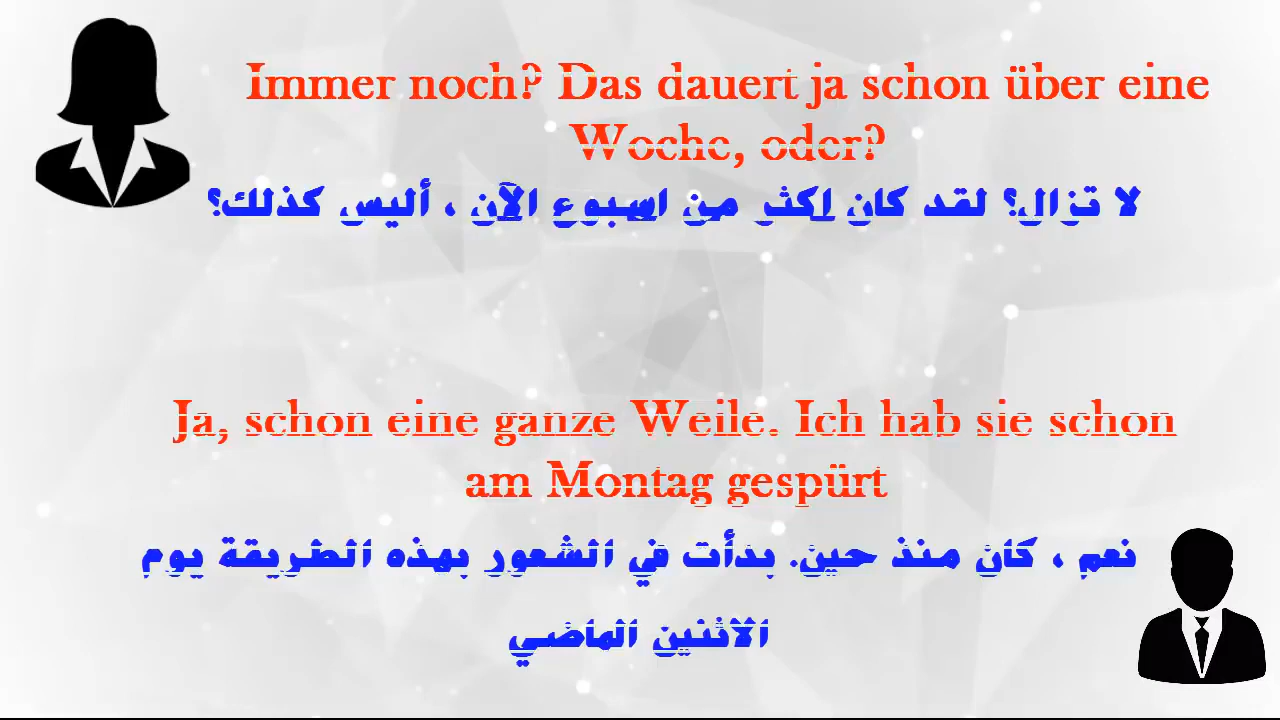 Immer noch? Das dauert ja schon über eine
Woche, oder?
لا تزال؟ لقد كان اكثر من اسبوع الآن ، أليس كذلك؟
Ja, schon eine ganze Weile. Ich hab sie schon
am Montag gespürt
نعم ، كان منذ حين. بدأت في الشعور بهذه الطريقة يوم
الاثنين الماضي